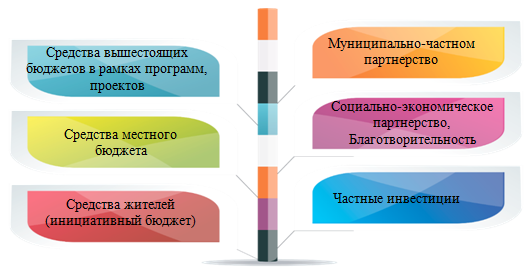 Средства вышестоящих
бюджетов в рамках программ,
проектов
Средства местного
бюджета
Средства жителей
(инициативный бюджет)
Муниципально-частном
партнерство
Социально-экономическое
партнерство,
Благотворительность
Частные инвестиции